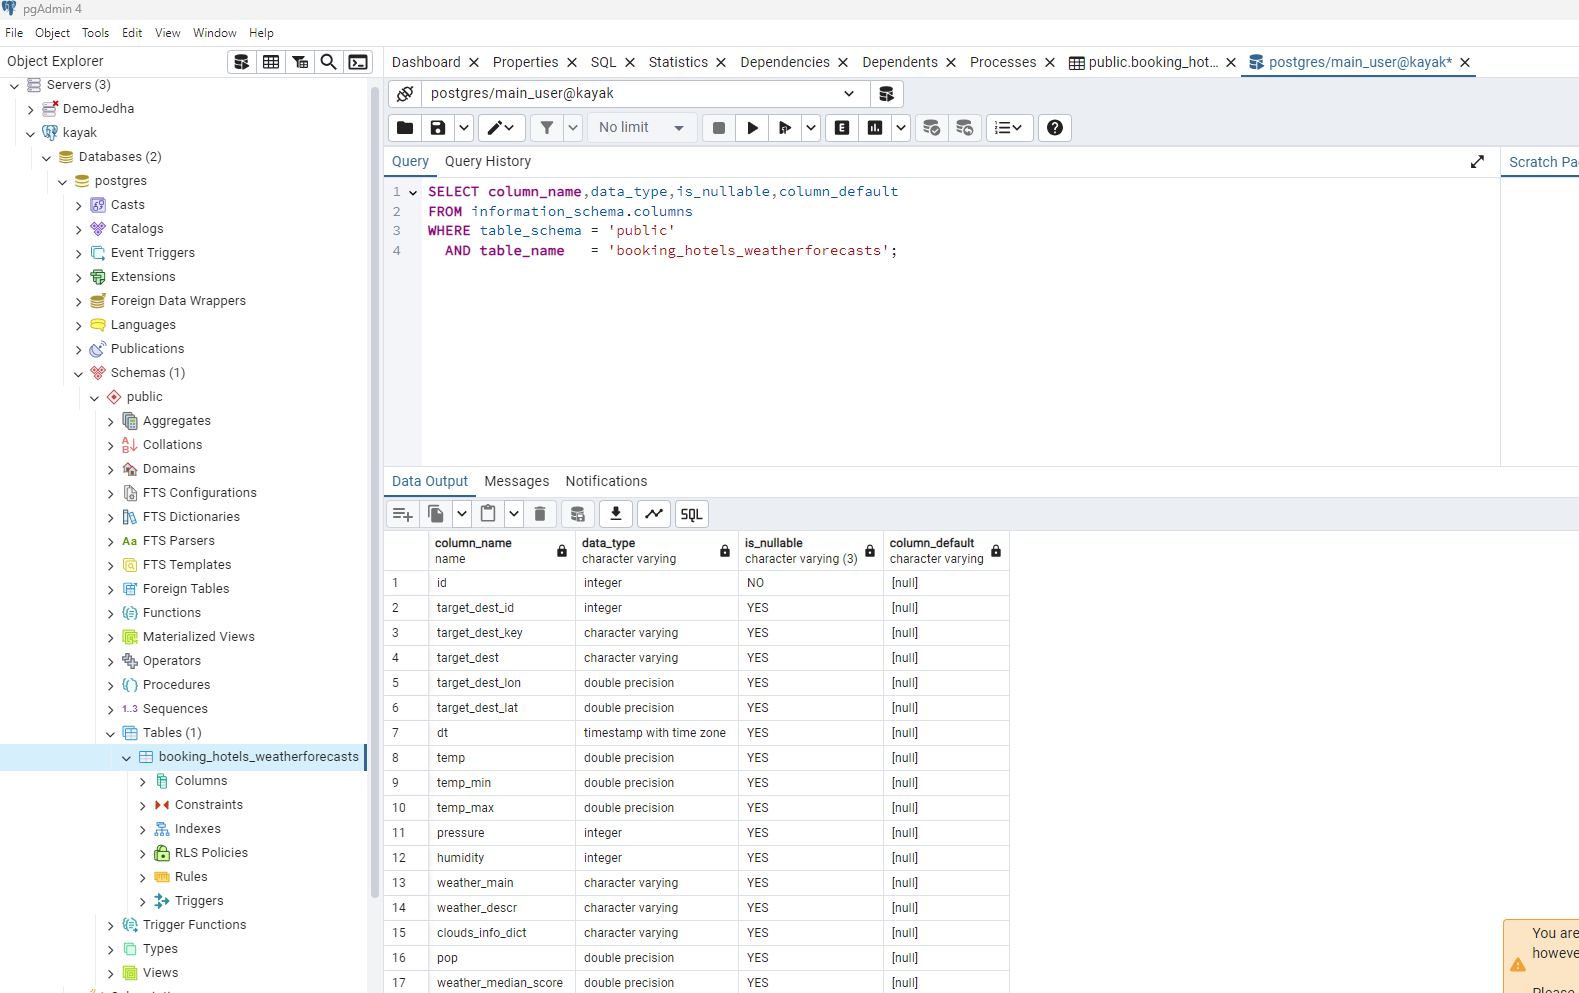 pgAdmin 4
File Object Tools Edit View Window Help
Object Explorer
Servers (3)
DemoJedha
kayak
Databases (2)
postgres
Casts
Catalogs
Event Triggers
Extensions
Foreign Data Wrappers
Languages
Publications
Schemas (1)
public
Aggregates
Collations
Domains
FTS Configurations
FTS Dictionaries
Aa FTS Parsers
FTS Templates
Foreign Tables
Functions
Materialized Views
Operators
Procedures
1..3 Sequences
Tables (1)
booking_hotels_weatherforecasts
Columns
Constraints
Indexes
RLS Policies
Rules
Triggers
Trigger Functions
Types
Views
Dashboard Properties SQL Statistics Dependencies Dependents Processes public.booking_hot... postgres/main_user@kayak*
postgres/main_user@kayak
No limit E
Query Query History
Scratch Pa
1 SELECT column_name,data_type,is_nullable,column_default
2 FROM information_schema.columns
3 WHERE table_schema = 'public'
4 AND table_name = 'booking_hotels_weatherforecasts';
Data Output Messages Notifications
SQL
column_name data_type is_nullable column_default
name character varying character varying (3) character varying
1 id integer NO [null]
2 target_dest_id integer YES [null]
3 target_dest_key character varying YES [null]
4 target_dest character varying YES [null]
5 target_dest_lon double precision YES [null]
6 target_dest_lat double precision YES [null]
7 dt timestamp with time zone YES [null]
8 temp double precision YES [null]
9 temp_min double precision YES [null]
10 temp_max double precision YES [null]
11 pressure integer YES [null]
12 humidity integer YES [null]
13 weather_main character varying YES [null]
14 weather_descr character varying YES [null]
15 clouds_info_dict character varying YES [null]
16 pop double precision YES [null]
17 weather_median_score double precision YES [null]
You are
howeve
Please